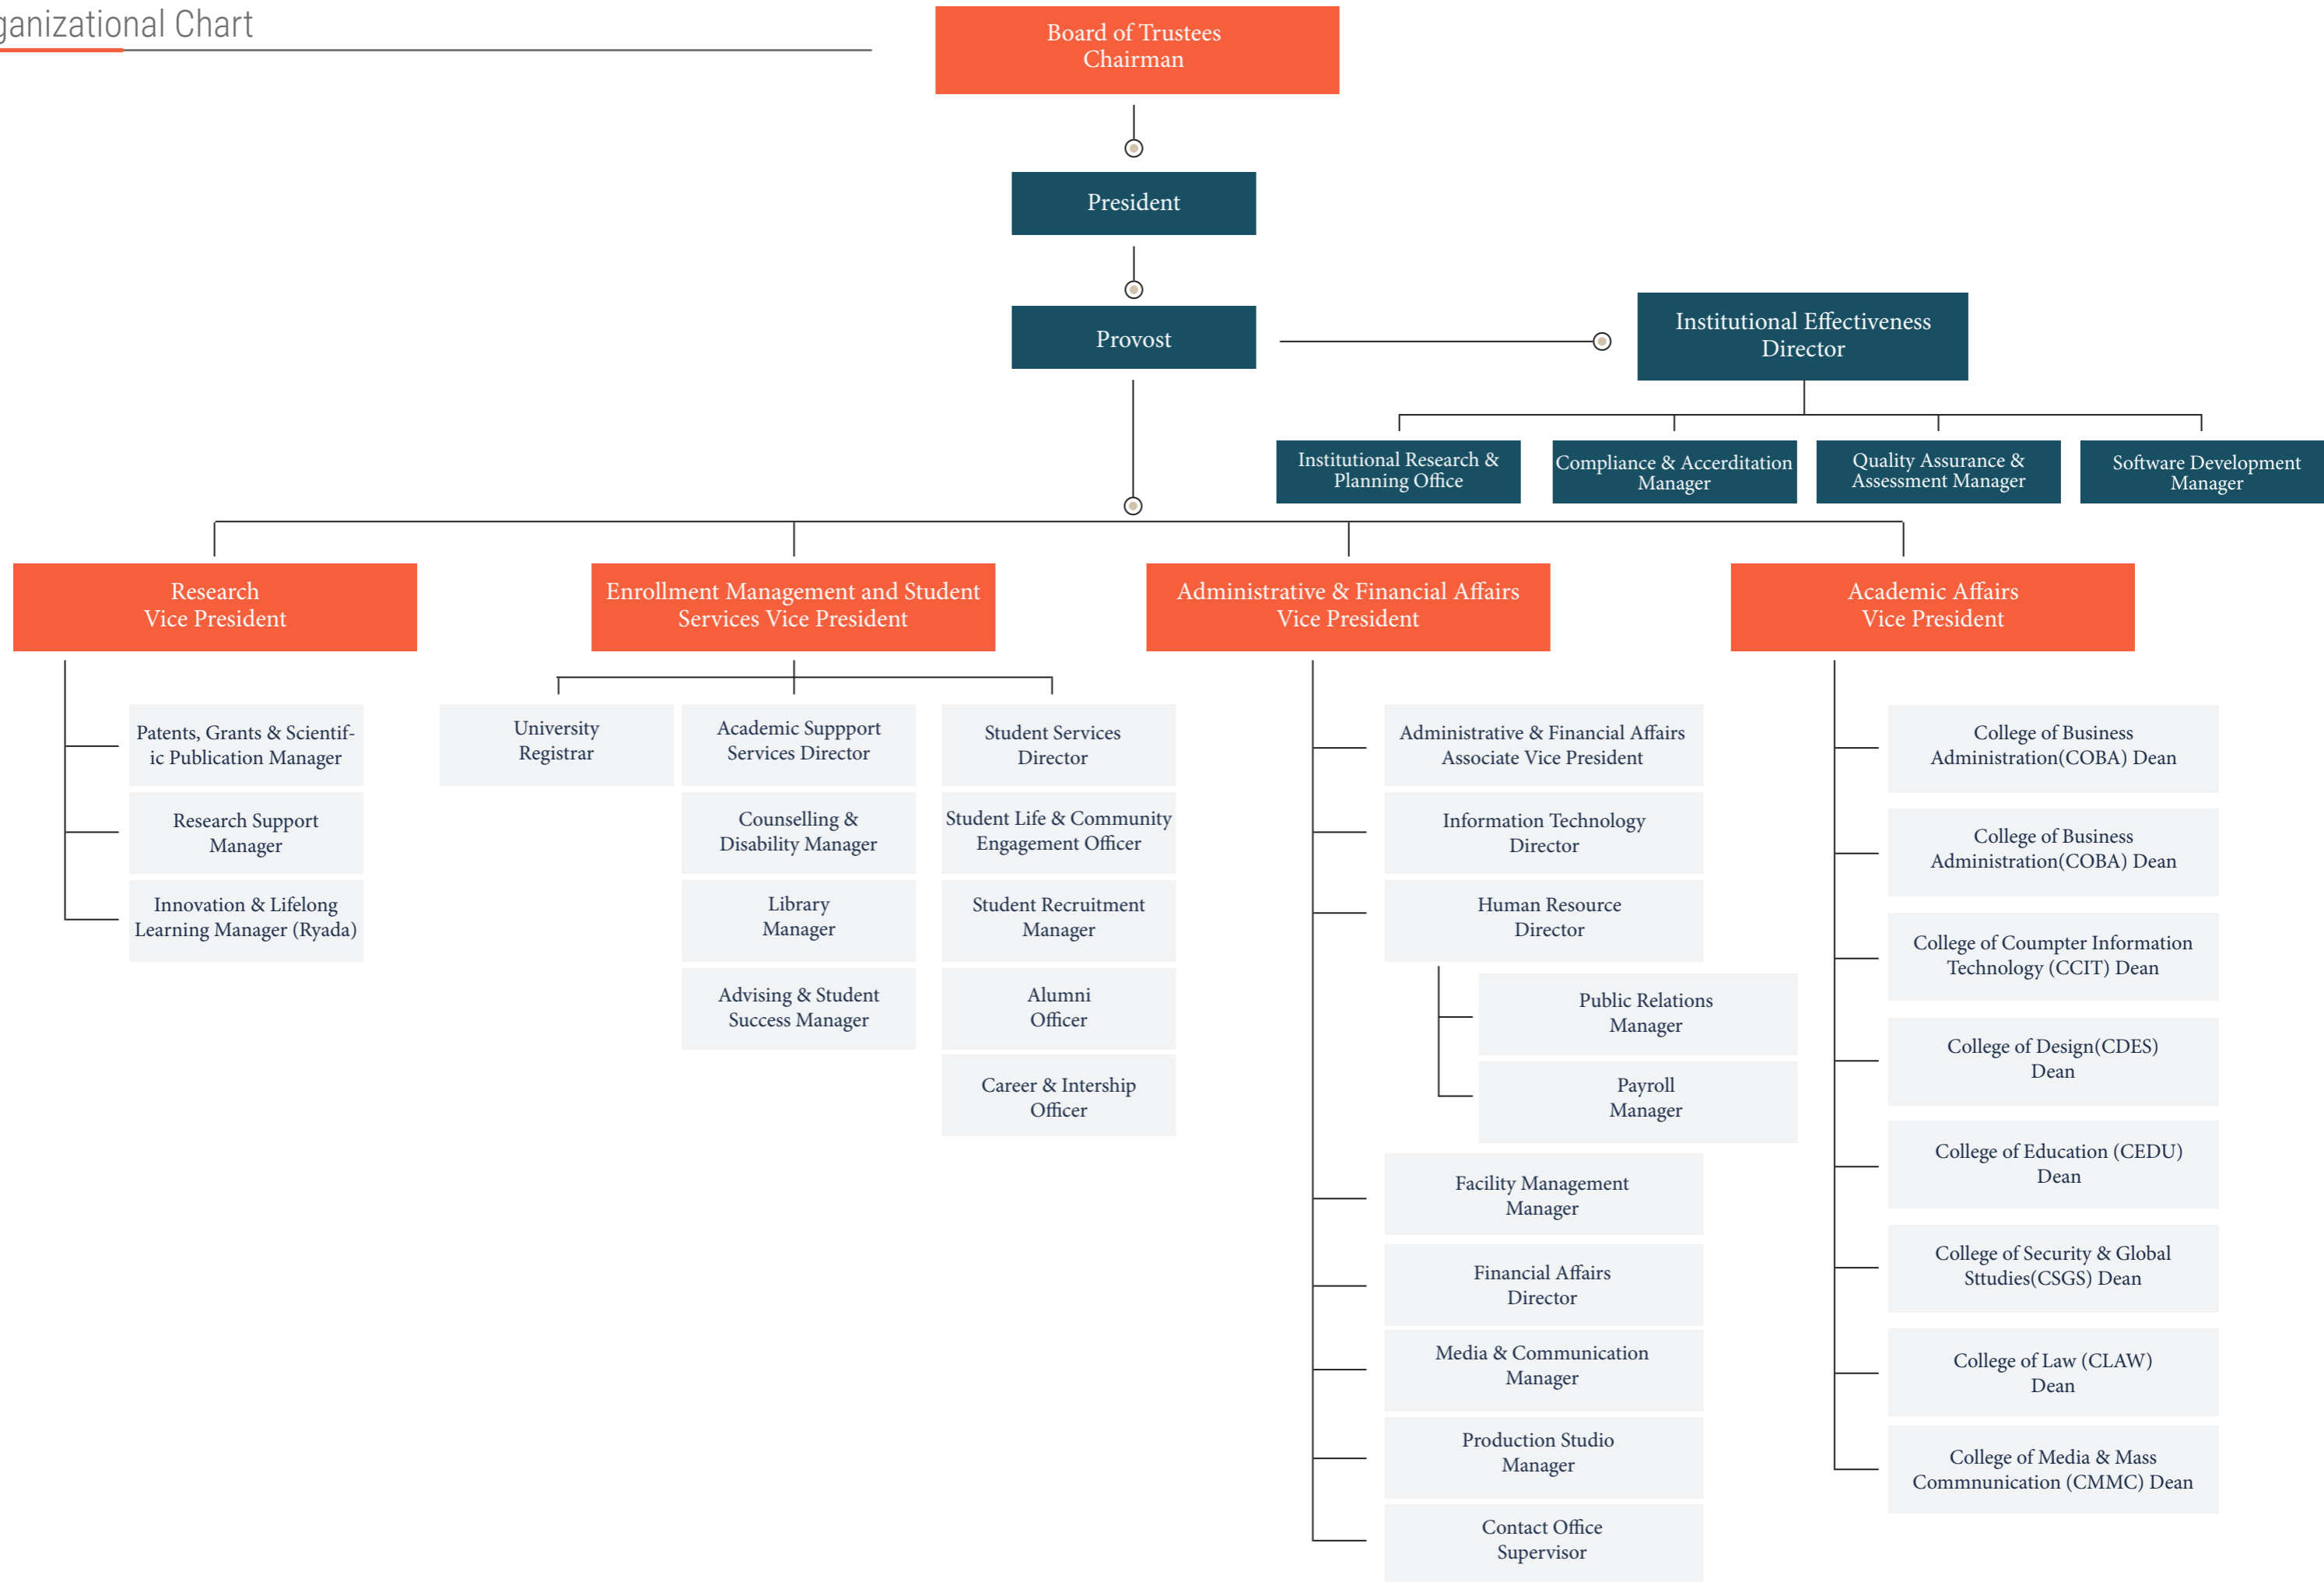 ganizational Chart
Board of Trustees
Chairman
President
Provost
Institutional Effectiveness
Director
Institutional Research &
Planning Office
Compliance & Accerditation
Manager
Quality Assurance &
Assessment Manager
Software Development
Manager
Research
Vice President
Enrollment Management and Student
Services Vice President
Administrative & Financial Affairs
Vice President
Academic Affairs
Vice President
Patents, Grants & Scientif-
ic Publication Manager
Research Support
Manager
Innovation & Lifelong
Learning Manager (Ryada)
University
Registrar
Academic Suppport
Services Director
Counselling &
Disability Manager
Library
Manager
Advising & Student
Success Manager
Student Services
Director
Student Life & Community
Engagement Officer
Student Recruitment
Manager
Alumni
Officer
Career & Intership
Officer
Administrative & Financial Affairs
Associate Vice President
Information Technology
Director
Human Resource
Director
Public Relations
Manager
Payroll
Manager
Facility Management
Manager
Financial Affairs
Director
Media & Communication
Manager
Production Studio
Manager
Contact Office
Supervisor
College of Business
Administration(COBA) Dean
College of Business
Administration(COBA) Dean
College of Coumpter Information
Technology (CCIT) Dean
College of Design(CDES)
Dean
College of Education (CEDU)
Dean
College of Security & Global
Sttudies(CSGS) Dean
College of Law (CLAW)
Dean
College of Media & Mass
Commnunication (CMMC) Dean